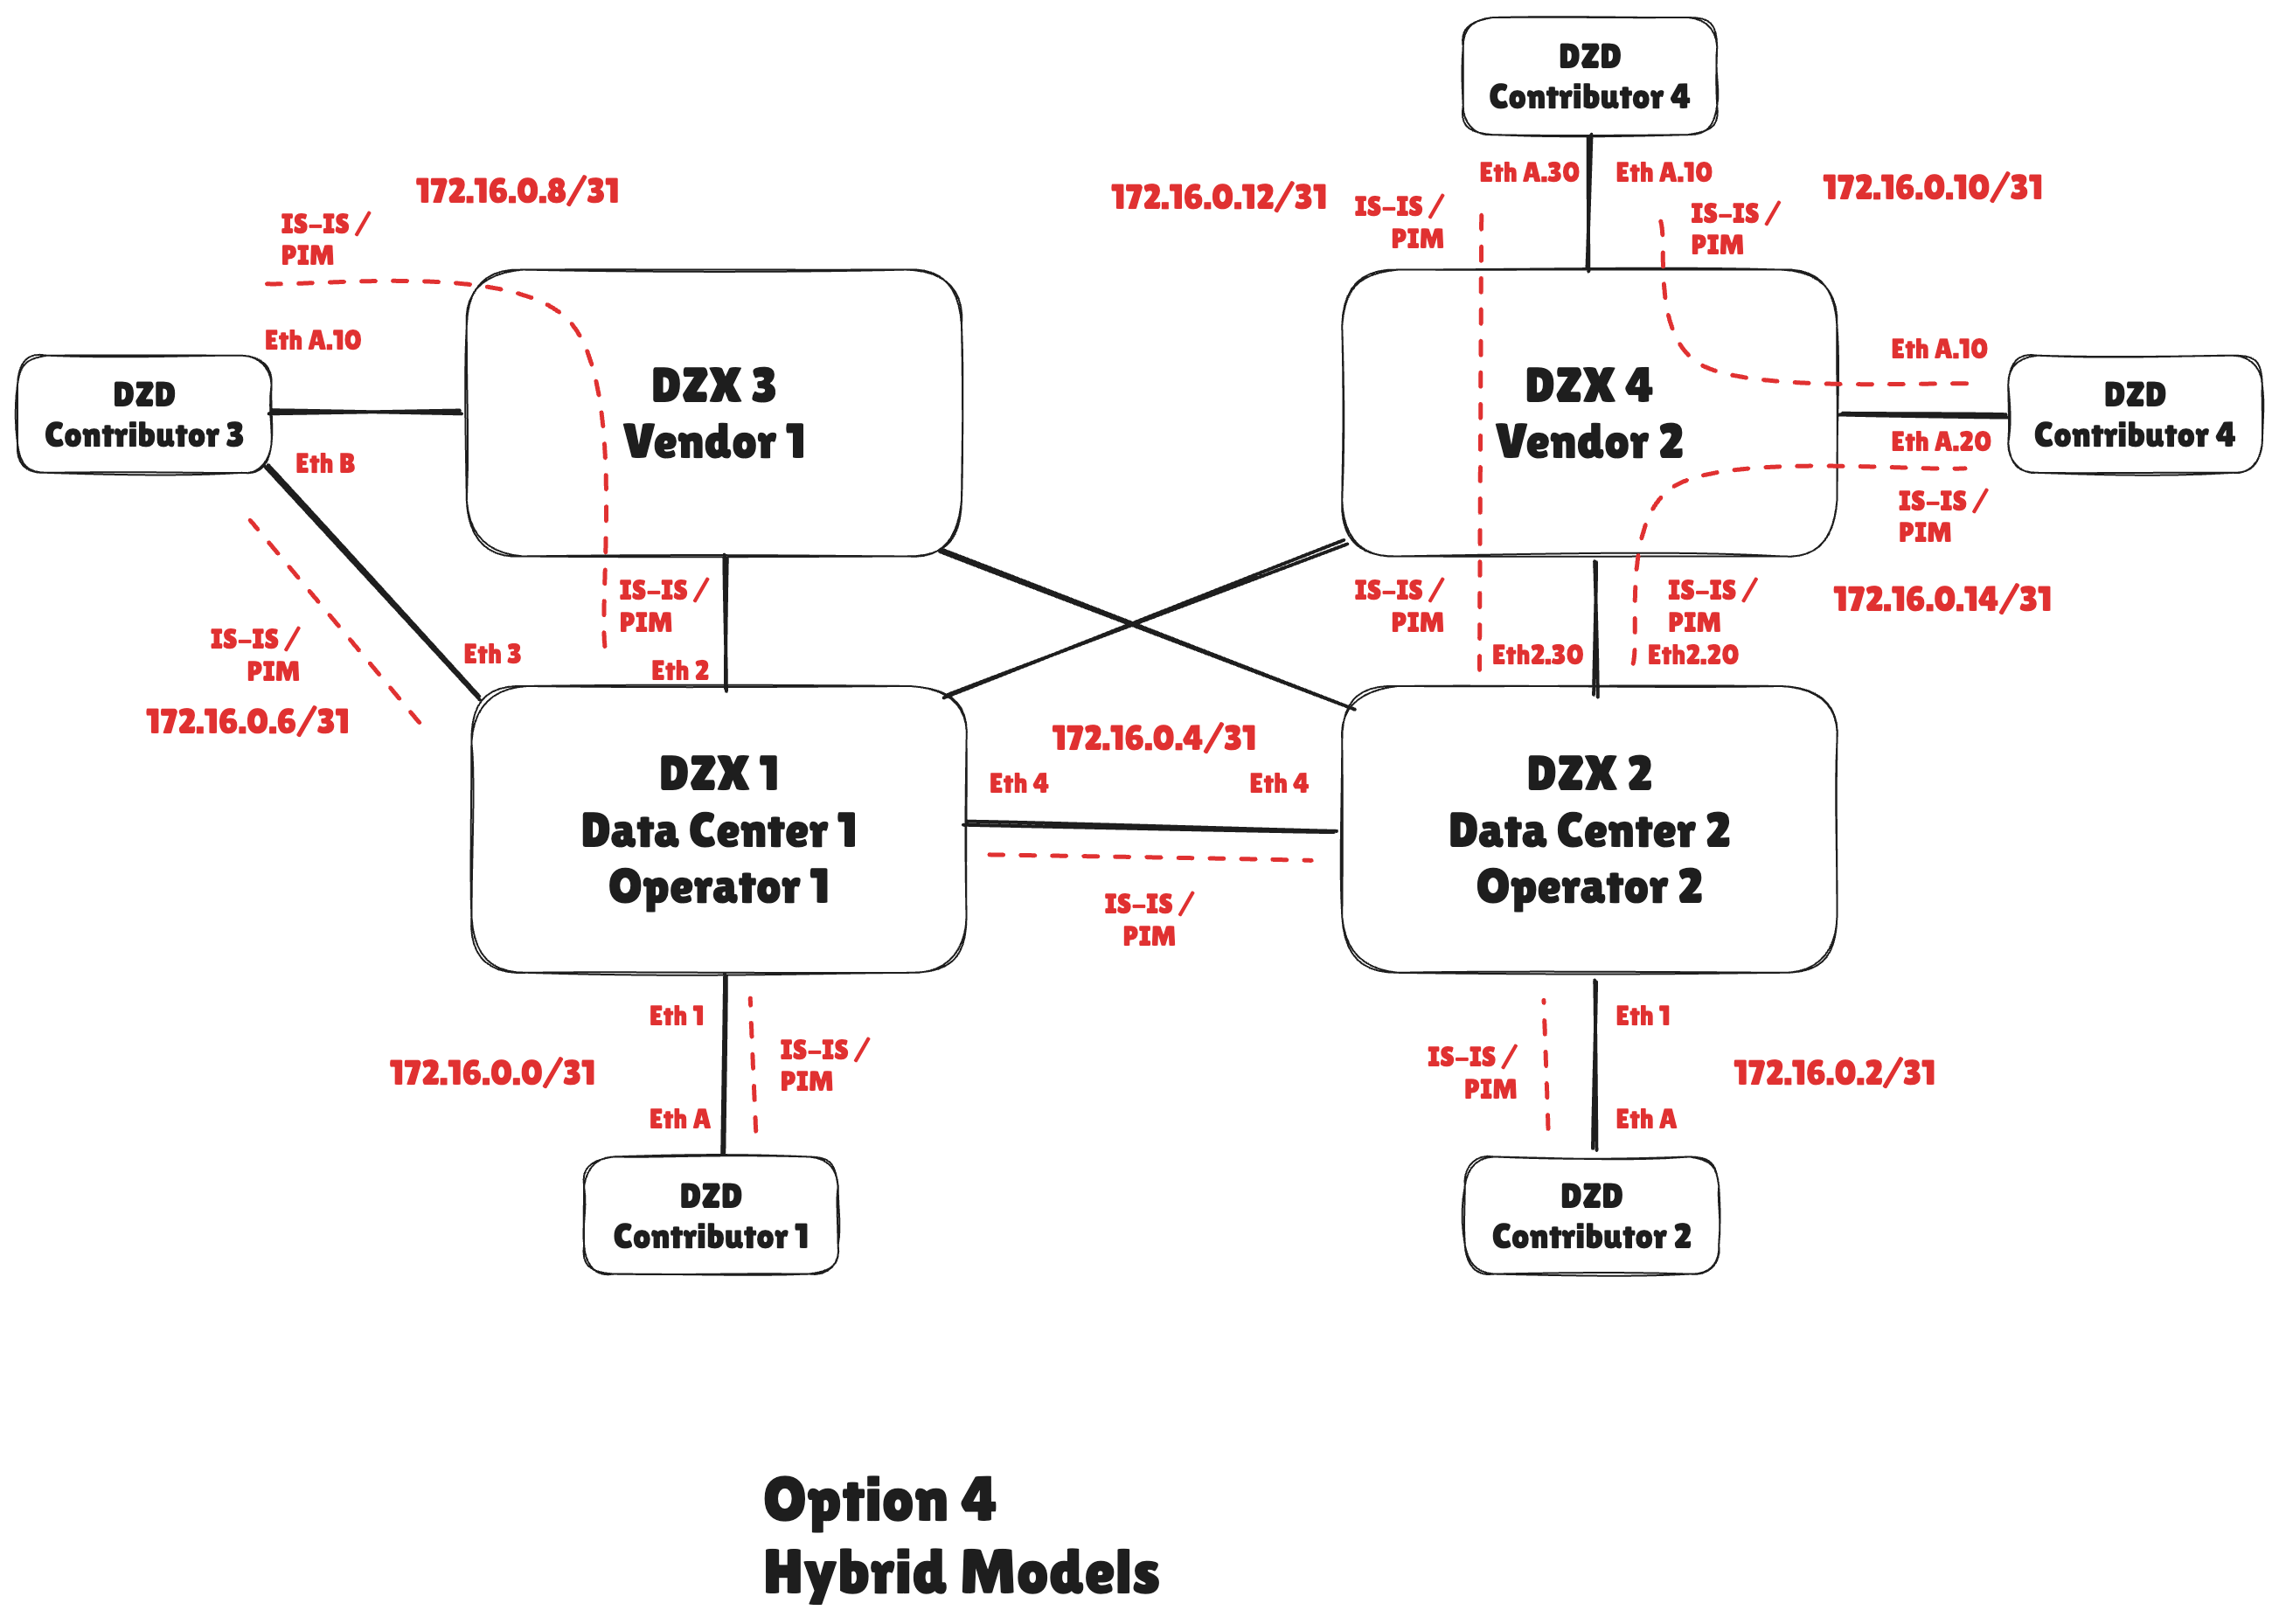 DZD
Contributor 4
Eth A.30
Eth A.10
172.16.0.8/31
172.16.0.12/31
172.16.0.10/31
IS-IS /
PIM
IS-IS /
PIM
IS-IS /
PIM
Eth A.10
Eth A.10
DZD
Contributor 3
DZX 3
Vendor 1
DZX 4
Vendor 2
DZD
Contributor 4
Eth B
Eth A.20
IS-IS /
PIM
IS-IS /
PIM
IS-IS /
PIM
IS-IS /
PIM
172.16.0.14/31
IS-IS /
PIM
Eth 3
Eth 2
Eth2.30
Eth2.20
172.16.0.6/31
172.16.0.4/31
Eth 4
Eth 4
DZX 1
Data Center 1
Operator 1
DZX 2
Data Center 2
Operator 2
IS-IS /
PIM
Eth 1
Eth 1
IS-IS /
PIM
IS-IS /
PIM
172.16.0.0/31
172.16.0.2/31
Eth A
Eth A
DZD
Contributor 1
DZD
Contributor 2
Option 4
Hybrid Models